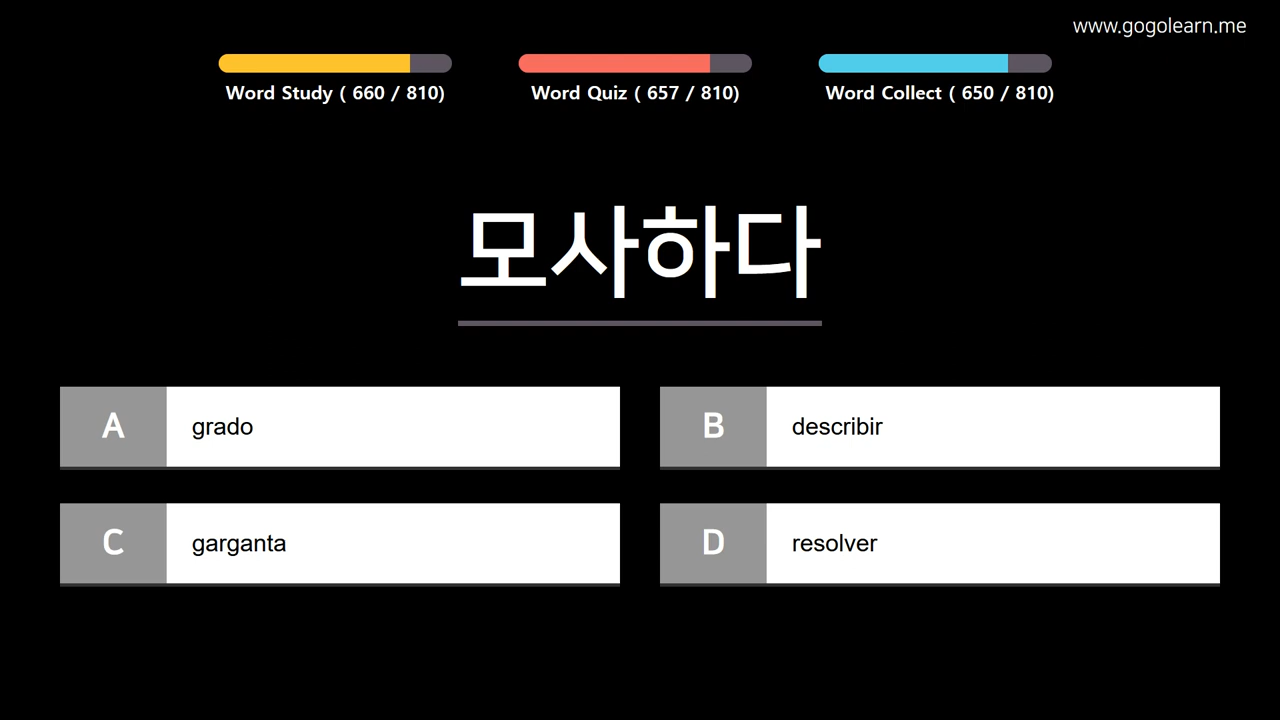 www.gogolearn.me
Word Study ( 660 / 810)
Word Quiz ( 657 / 810)
Word Collect ( 650 / 810)
모사하다
A grado
B describir
C garganta
D resolver